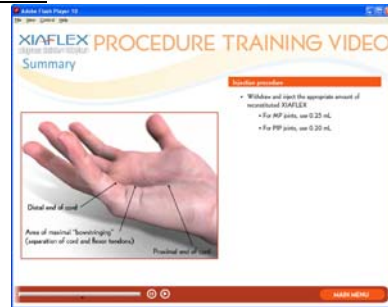 Adobe Flash Player 10
File View Control Help
XIAFLEX PROCEDURE TRAINING VIDEO
Summary
Injection procedure
• Withdraw and inject the appropriate amount of
reconstituted XIAFLEX
• For MP joints, use 0.25 mL
• For PIP joints, use 0.20 mL
Distal end of cord
Area of maximal "bowstringing"
(separation of cord and flexor tendons)
Proximal end of cord
MAIN MENU